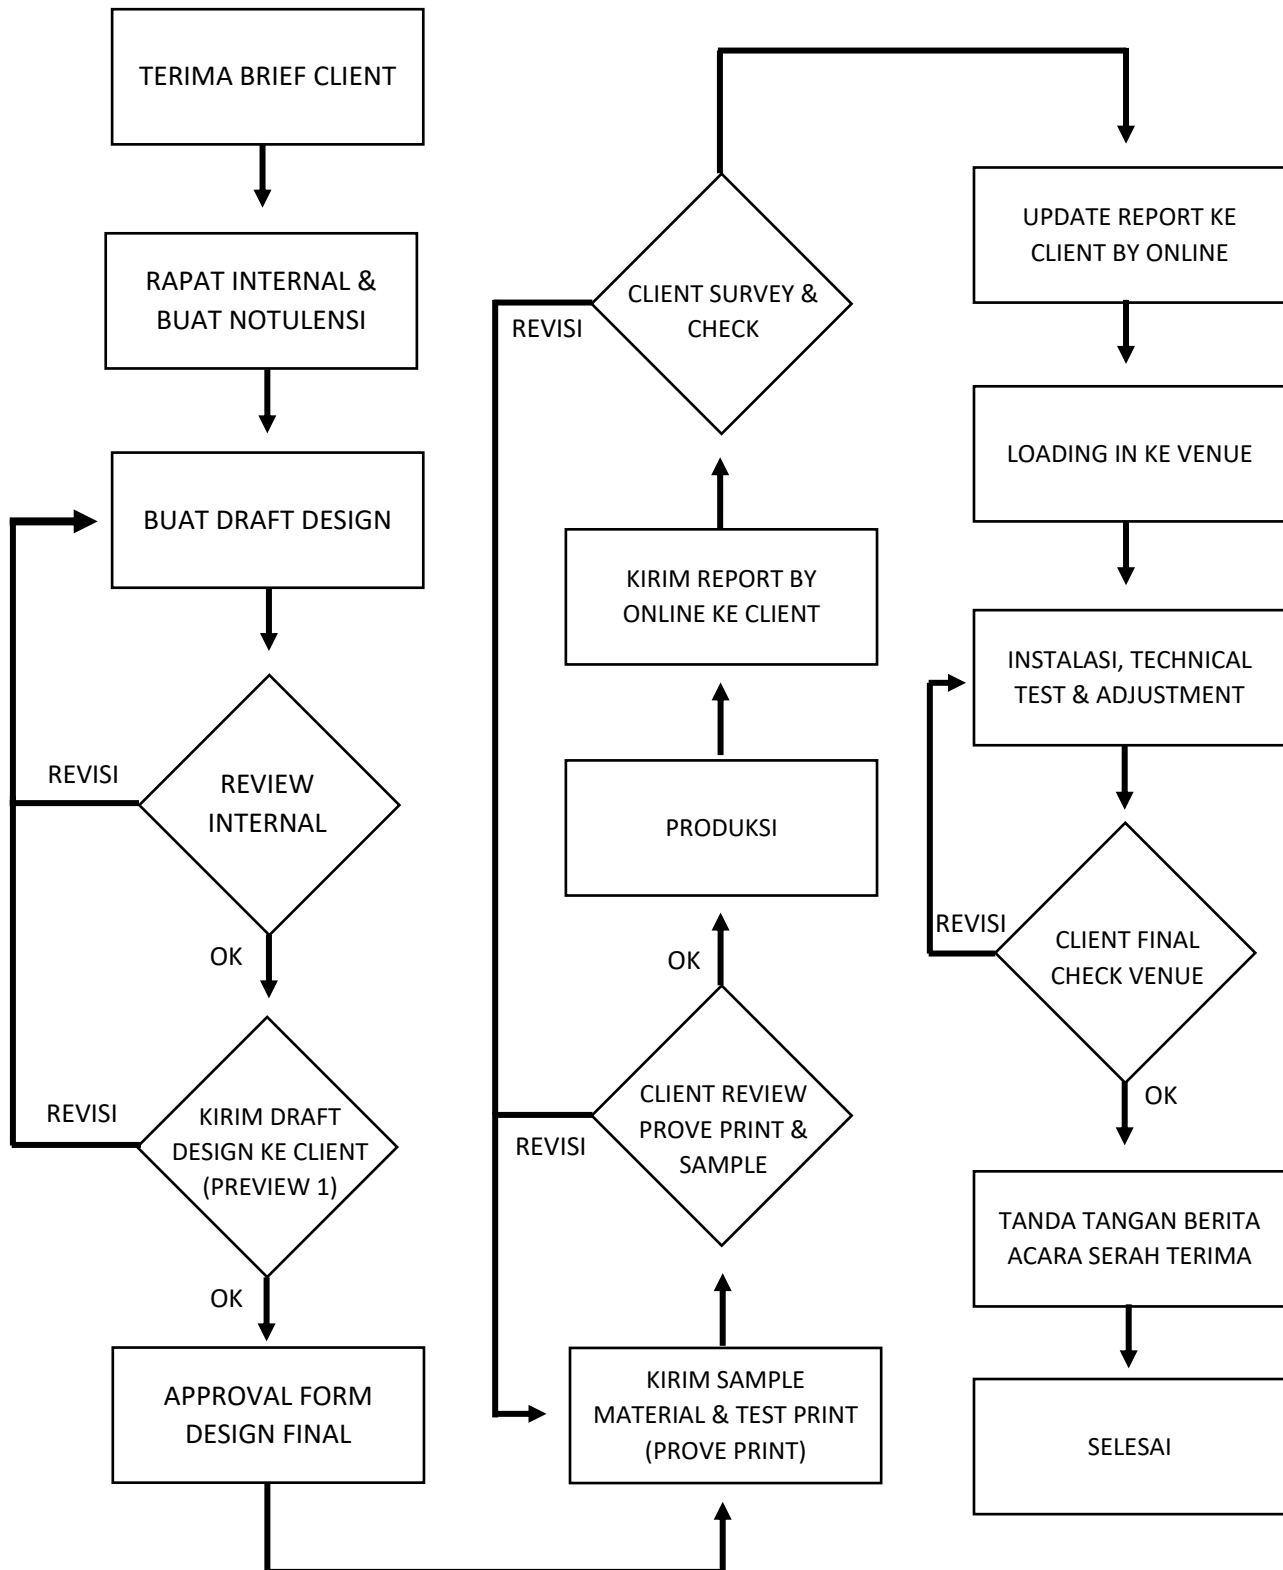 TERIMA BRIEF CLIENT
RAPAT INTERNAL &
BUAT NOTULENSI
BUAT DRAFT DESIGN
REVISI
REVIEW
INTERNAL
OK
REVISI
KIRIM DRAFT
DESIGN KE CLIENT
(PREVIEW 1)
OK
APPROVAL FORM
DESIGN FINAL
KIRIM SAMPLE
MATERIAL & TEST PRINT
(PROVE PRINT)
CLIENT REVIEW
PROVE PRINT &
SAMPLE
REVISI
OK
PRODUKSI
KIRIM REPORT BY
ONLINE KE CLIENT
CLIENT SURVEY &
CHECK
REVISI
UPDATE REPORT KE
CLIENT BY ONLINE
LOADING IN KE VENUE
INSTALASI, TECHNICAL
TEST & ADJUSTMENT
REVISI
CLIENT FINAL
CHECK VENUE
OK
TANDA TANGAN BERITA
ACARA SERAH TERIMA
SELESAI